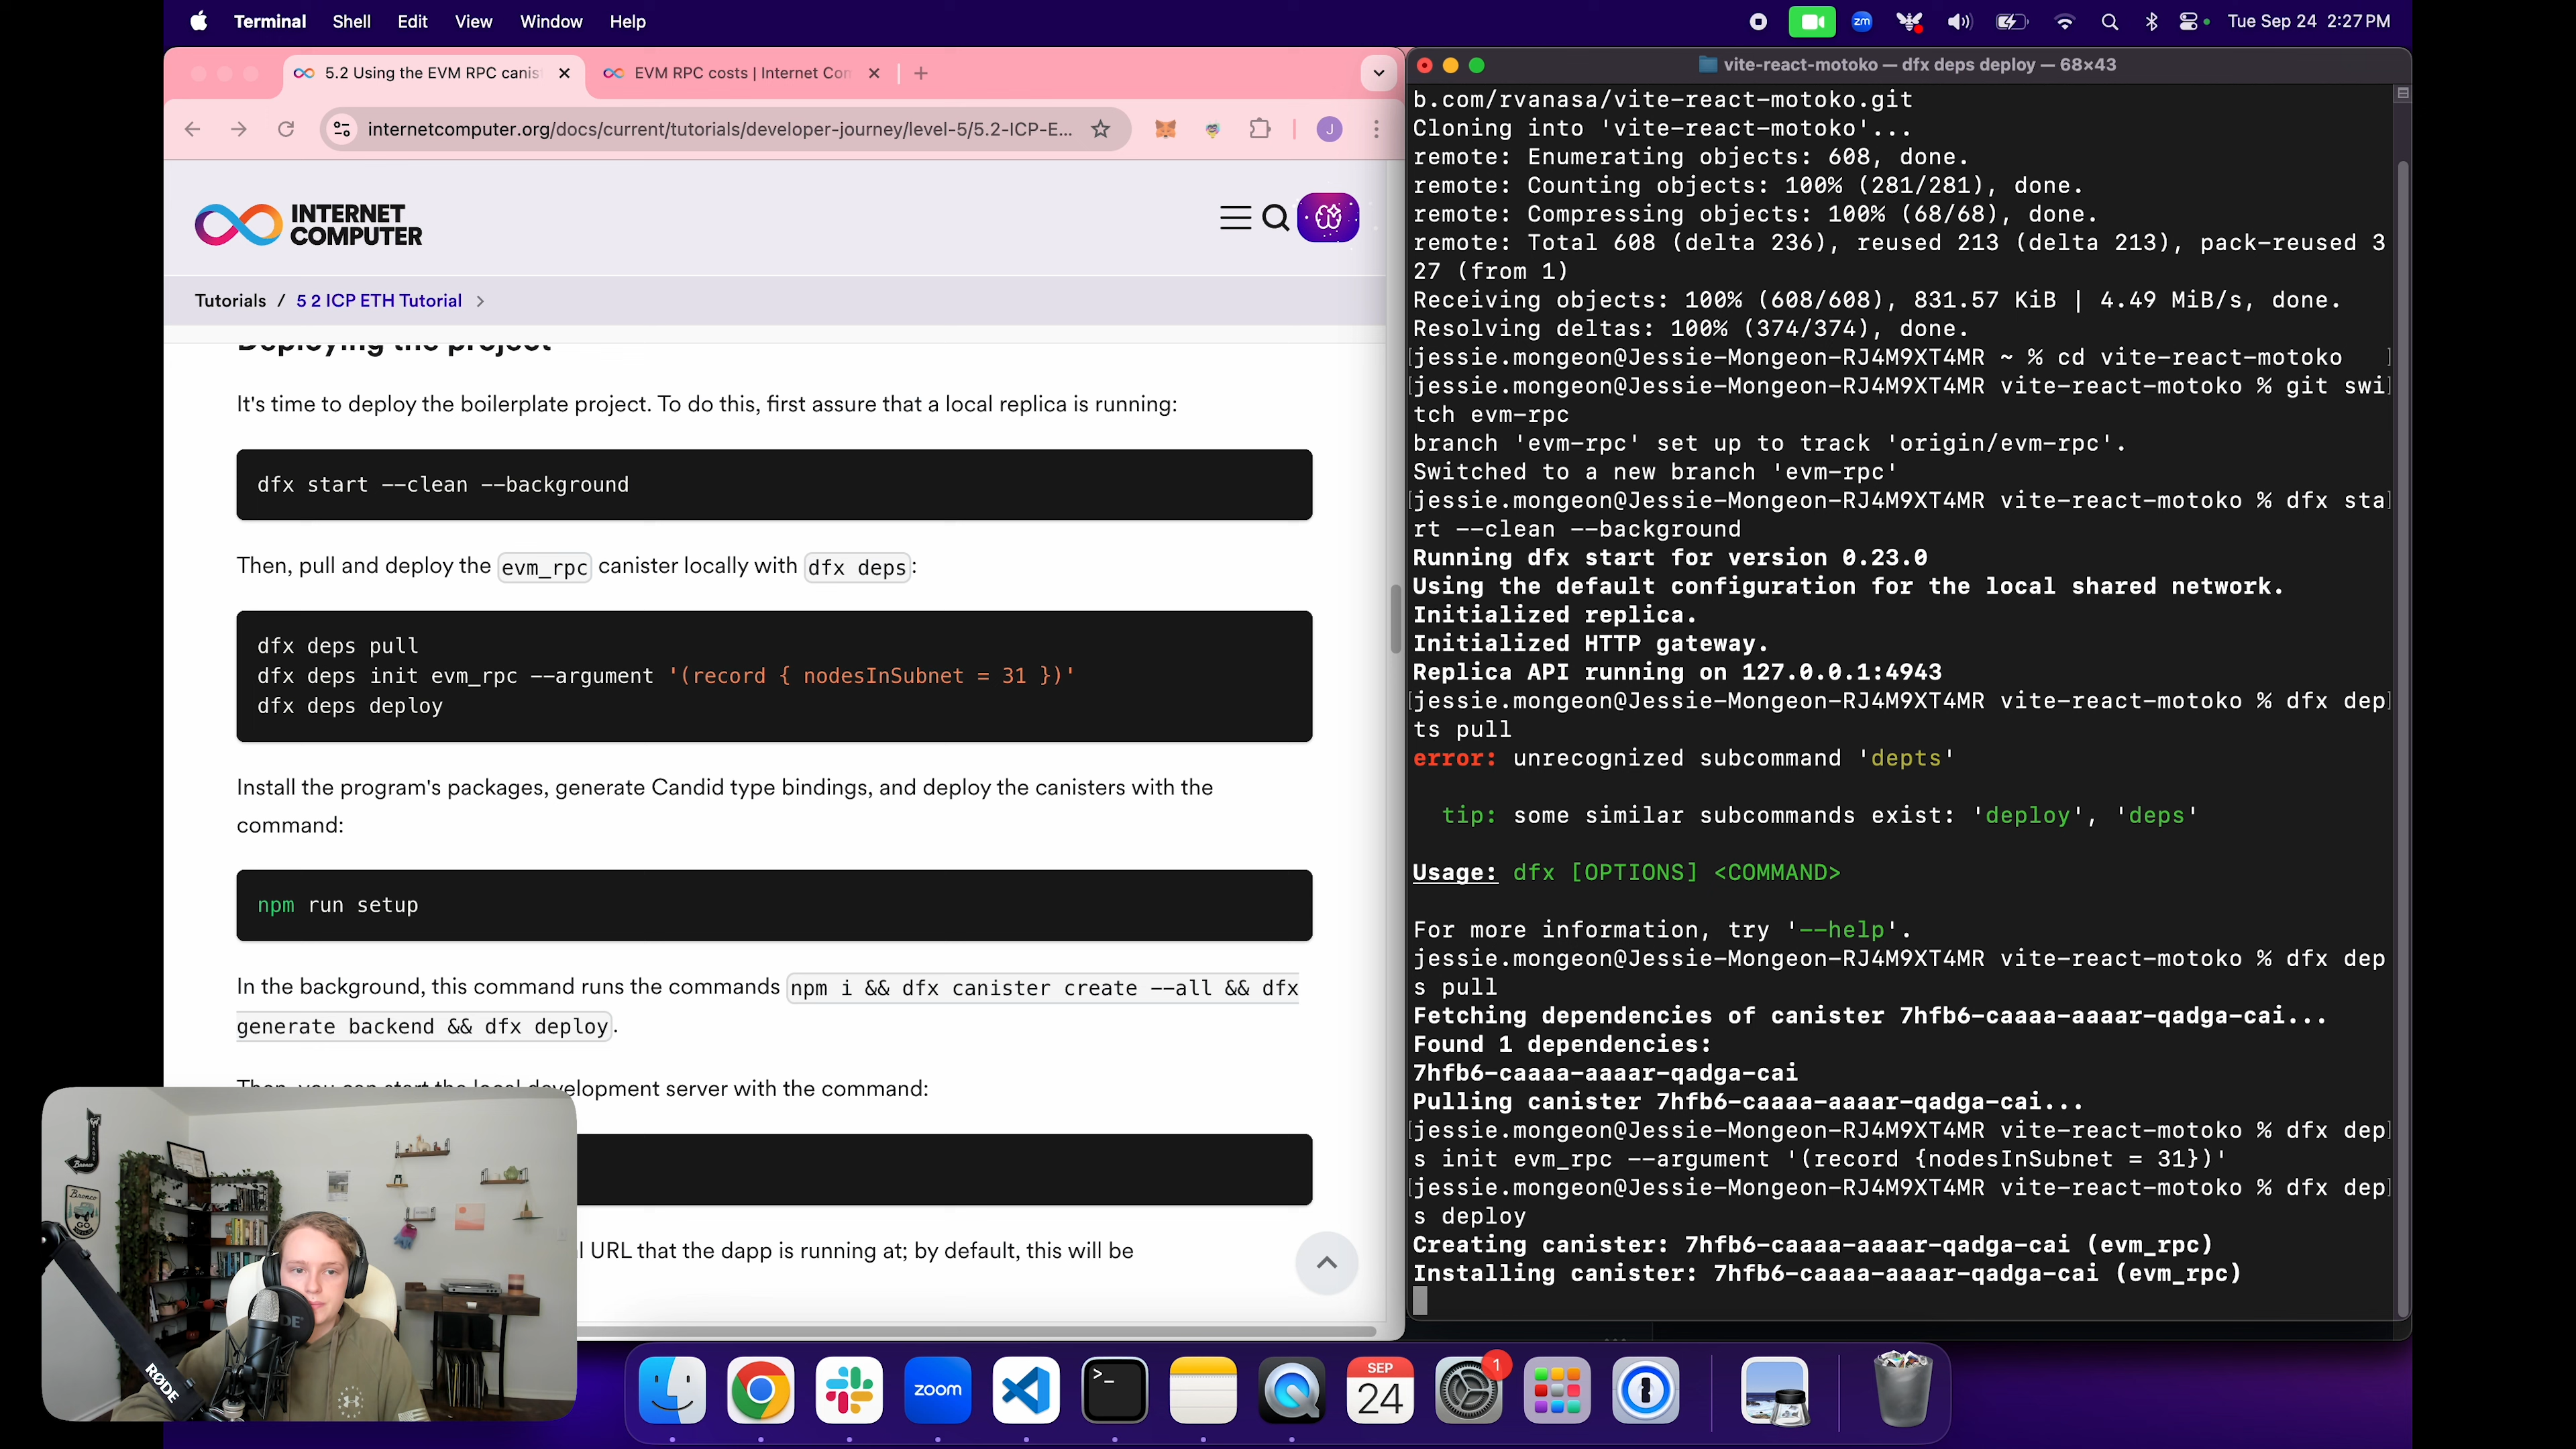 Terminal Shell Edit View Window Help
zm
Tue Sep 24 2:27 PM
5.2 Using the EVM RPC canis
EVM RPC costs | Internet Con
internetcomputer.org/docs/current/tutorials/developer-journey/level-5/5.2-ICP-E...
J
INTERNET
COMPUTER
Tutorials / 5 2 ICP ETH Tutorial
Deploying the project
It's time to deploy the boilerplate project. To do this, first assure that a local replica is running:
dfx start --clean --background
Then, pull and deploy the evm_rpc canister locally with dfx deps:
dfx deps pull
dfx deps init evm_rpc --argument '(record { nodesInSubnet = 31 })'
dfx deps deploy
Install the program's packages, generate Candid type bindings, and deploy the canisters with the
command:
npm run setup
In the background, this command runs the commands npm i && dfx canister create --all && dfx
generate backend && dfx deploy.
Then, you can start the local development server with the command:
l URL that the dapp is running at; by default, this will be
vite-react-motoko — dfx deps deploy — 68×43
b.com/rvanasa/vite-react-motoko.git
Cloning into 'vite-react-motoko'...
remote: Enumerating objects: 608, done.
remote: Counting objects: 100% (281/281), done.
remote: Compressing objects: 100% (68/68), done.
remote: Total 608 (delta 236), reused 213 (delta 213), pack-reused 3
27 (from 1)
Receiving objects: 100% (608/608), 831.57 KiB | 4.49 MiB/s, done.
Resolving deltas: 100% (374/374), done.
[jessie.mongeon@Jessie-Mongeon-RJ4M9XT4MR ~ % cd vite-react-motoko ]
[jessie.mongeon@Jessie-Mongeon-RJ4M9XT4MR vite-react-motoko % git swi]
tch evm-rpc
branch 'evm-rpc' set up to track 'origin/evm-rpc'.
Switched to a new branch 'evm-rpc'
[jessie.mongeon@Jessie-Mongeon-RJ4M9XT4MR vite-react-motoko % dfx sta]
rt --clean --background
Running dfx start for version 0.23.0
Using the default configuration for the local shared network.
Initialized replica.
Initialized HTTP gateway.
Replica API running on 127.0.0.1:4943
[jessie.mongeon@Jessie-Mongeon-RJ4M9XT4MR vite-react-motoko % dfx dep]
ts pull
error: unrecognized subcommand 'depts'
tip: some similar subcommands exist: 'deploy', 'deps'
Usage: dfx [OPTIONS] <COMMAND>
For more information, try '--help'.
jessie.mongeon@Jessie-Mongeon-RJ4M9XT4MR vite-react-motoko % dfx dep
s pull
Fetching dependencies of canister 7hfb6-caaaa-aaaar-qadga-cai...
Found 1 dependencies:
7hfb6-caaaa-aaaar-qadga-cai
Pulling canister 7hfb6-caaaa-aaaar-qadga-cai...
[jessie.mongeon@Jessie-Mongeon-RJ4M9XT4MR vite-react-motoko % dfx dep]
s init evm_rpc --argument '(record {nodesInSubnet = 31})'
[jessie.mongeon@Jessie-Mongeon-RJ4M9XT4MR vite-react-motoko % dfx dep]
s deploy
Creating canister: 7hfb6-caaaa-aaaar-qadga-cai (evm_rpc)
Installing canister: 7hfb6-caaaa-aaaar-qadga-cai (evm_rpc)
Bronco
GO
RØDE
zoom
>_
SEP
24
1